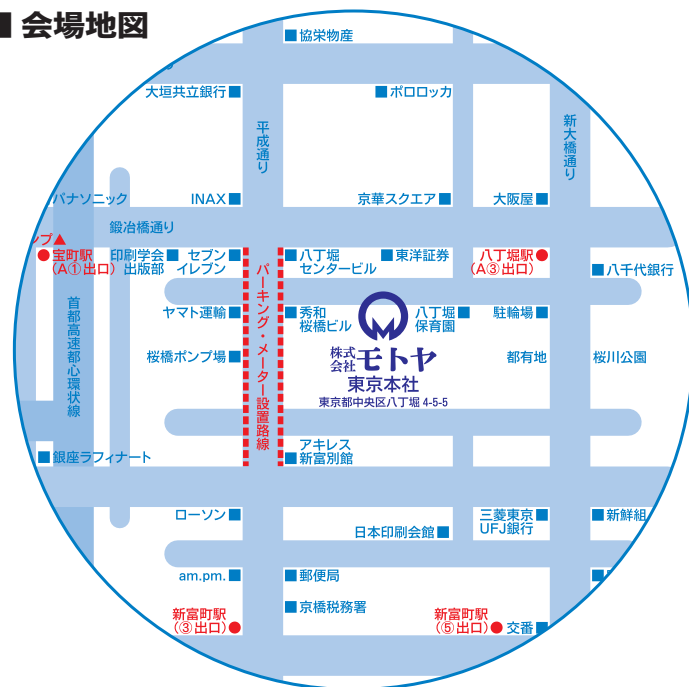 ■ 会場地図
■協栄物産
大垣共立銀行■
■ポロロッカ
平成通り
新大橋通り
パナソニック
INAX■
京華スクエア■
大阪屋■
鍛冶橋通り
プ▲
●宝町駅
(A①出口)
印刷学会■
出版部
セブン■
イレブン
■八丁堀
センタービル
■東洋証券
八丁堀駅●
(A③出口)
■八千代銀行
首都高速都心環状線
パーキング・メーター設置路線
ヤマト運輸■
■秀和
桜橋ビル
八丁堀■
保育園
駐輪場■
桜橋ポンプ場■
株式
会社モトヤ
東京本社
東京都中央区八丁堀 4-5-5
都有地
桜川公園
アキレス
■新富別館
■銀座ラフィナート
ローソン■
日本印刷会館■
三菱東京■
UFJ銀行
■新鮮組
am.pm.■
■郵便局
■京橋税務署
新富町駅
(③出口)●
新富町駅
(⑤出口)●
交番■